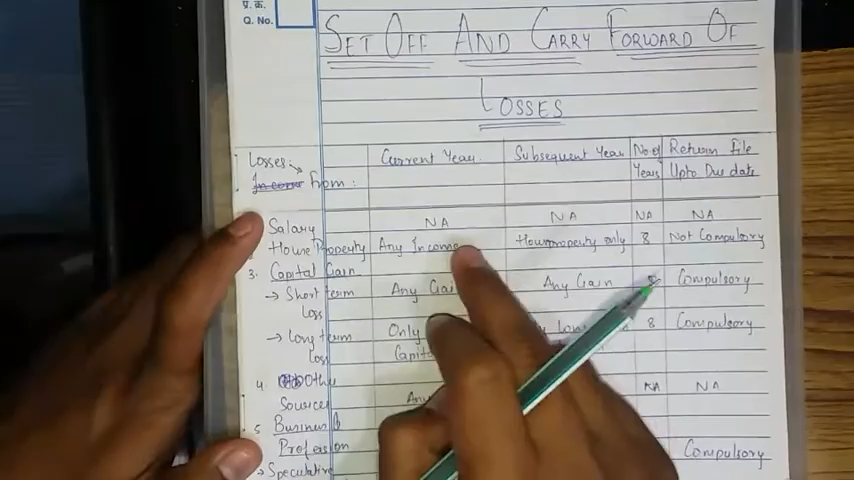 प्र. क्र.
Q. No.
SET OFF AND CARRY FORWARD OF
LOSSES
Losses From: Current Year Subsequent Year No of Years Return File Upto Due date
Salary NA NA NA NA
House Property Any Income House property only 8 Not Compulsory
3. Capital Gain
→ Short term Loss Any Gain Any Gain 8 Compulsory
→ Long term Loss Only Capital 8 Compulsory
4. Other Sources Any NA NA
5 Business &
Profession Compulsory
→ Speculative